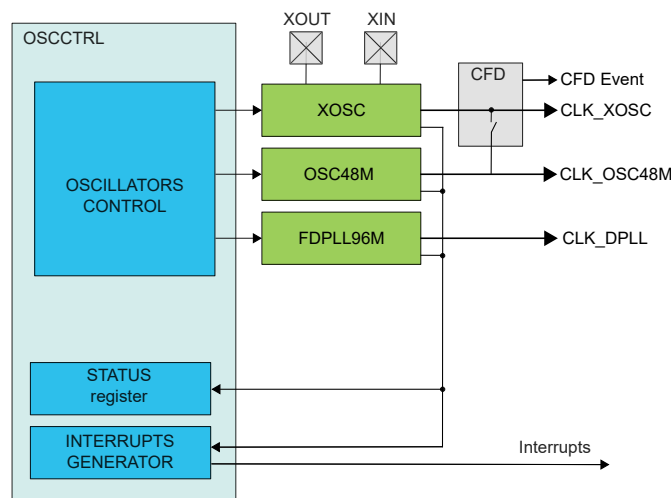 XOUT
XIN
OSCCTRL
CFD
CFD Event
XOSC
CLK_XOSC
OSCILLATORS
CONTROL
OSC48M
CLK_OSC48M
FDPLL96M
CLK_DPLL
STATUS
register
INTERRUPTS
GENERATOR
Interrupts